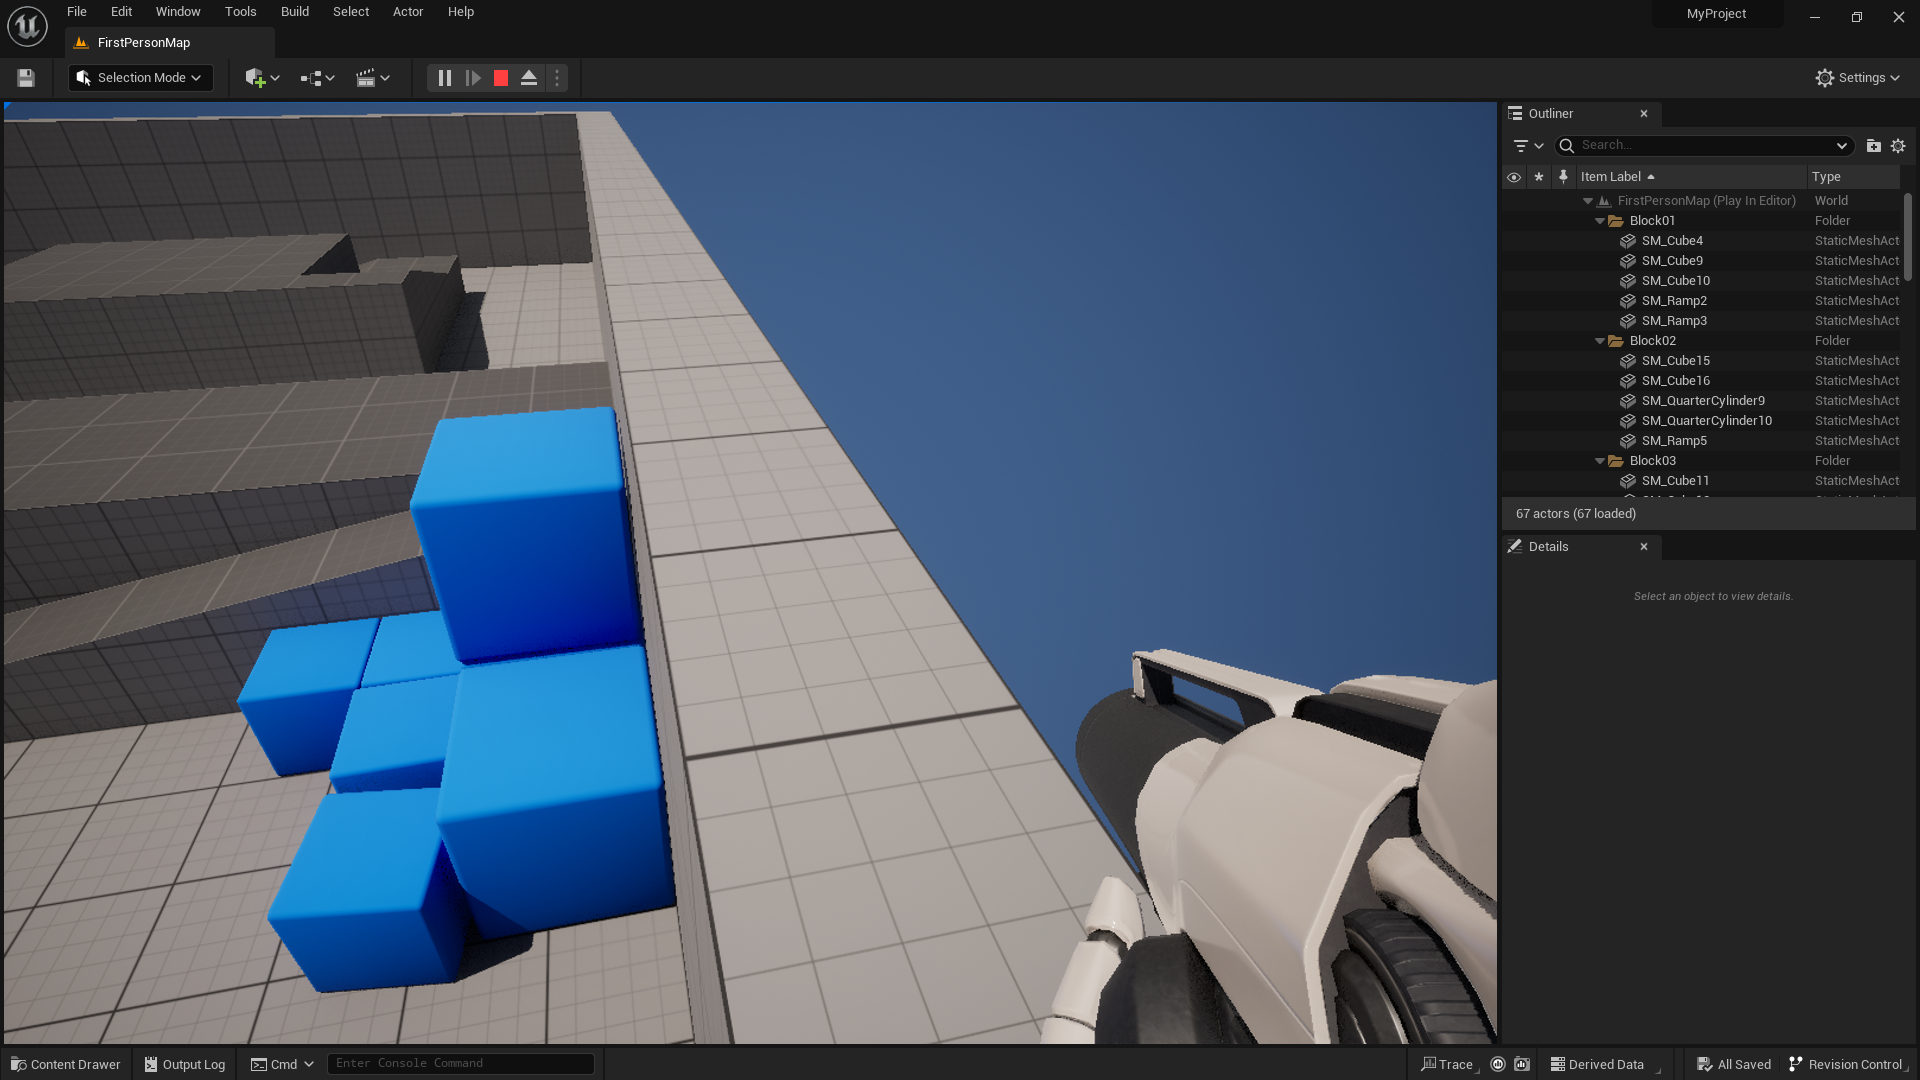 File Edit Window Tools Build Select Actor Help
MyProject
FirstPersonMap
Selection Mode
Settings
Outliner
Search...
Item Label Type
FirstPersonMap (Play In Editor) World
Block01 Folder
SM_Cube4 StaticMeshAct
SM_Cube9 StaticMeshAct
SM_Cube10 StaticMeshAct
SM_Ramp2 StaticMeshAct
SM_Ramp3 StaticMeshAct
Block02 Folder
SM_Cube15 StaticMeshAct
SM_Cube16 StaticMeshAct
SM_QuarterCylinder9 StaticMeshAct
SM_QuarterCylinder10 StaticMeshAct
SM_Ramp5 StaticMeshAct
Block03 Folder
SM_Cube11 StaticMeshAct
67 actors (67 loaded)
Details
Select an object to view details.
Content Drawer Output Log Cmd Enter Console Command Trace Derived Data All Saved Revision Control